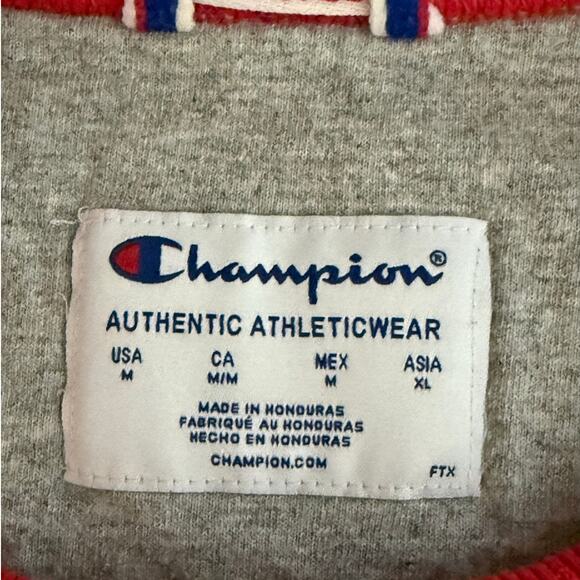 Champion®
AUTHENTIC ATHLETICWEAR
USA CA MEX ASIA
M M/M M XL
MADE IN HONDURAS
FABRIQUÉ AU HONDURAS
HECHO EN HONDURAS
CHAMPION.COM
FTX